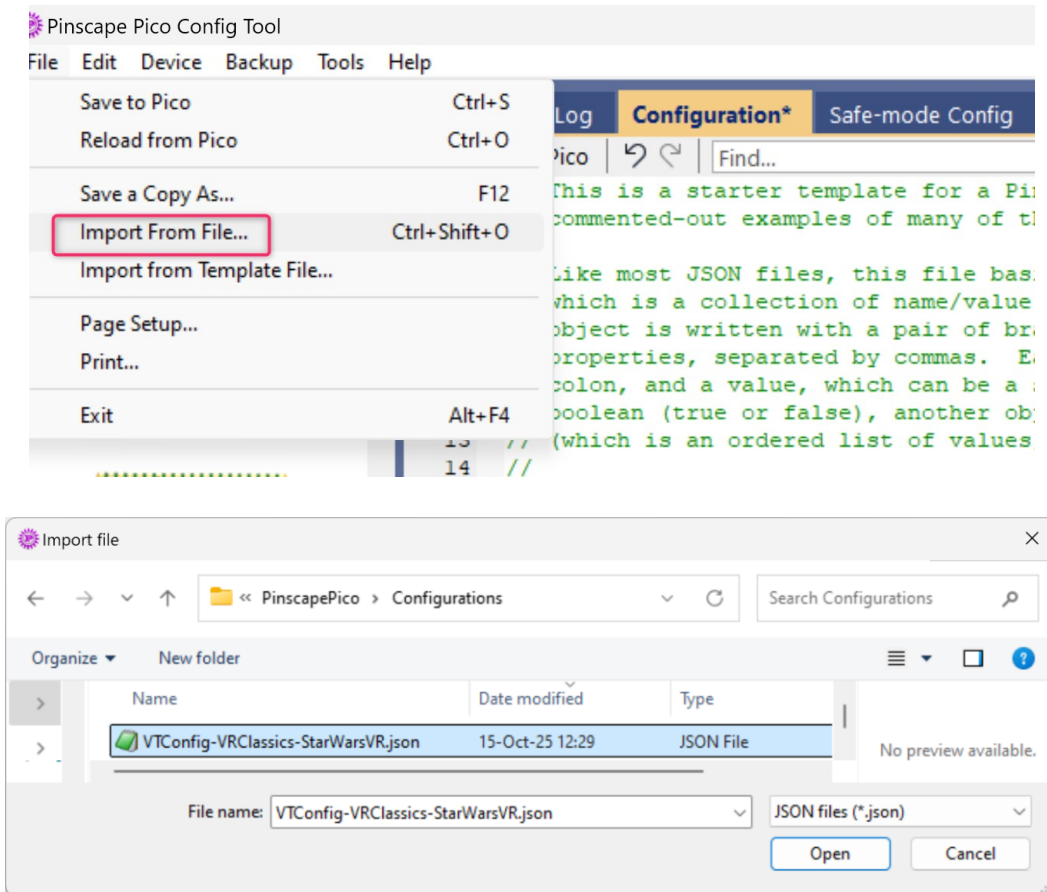 Pinscape Pico Config Tool
File Edit Device Backup Tools Help
Save to Pico Ctrl+S
Reload from Pico Ctrl+O
Save a Copy As... F12
Import From File... Ctrl+Shift+O
Import from Template File...
Page Setup...
Print...
Exit Alt+F4
Log Configuration* Safe-mode Config
Pico Find...
This is a starter template for a Pin
commented-out examples of many of th
Like most JSON files, this file bas
which is a collection of name/value
object is written with a pair of bra
properties, separated by commas. Ea
colon, and a value, which can be a
boolean (true or false), another obj
13 // (which is an ordered list of values
14 //
Import file
« PinscapePico › Configurations
Search Configurations
Organize New folder
Name Date modified Type
VTConfig-VRClassics-StarWarsVR.json 15-Oct-25 12:29 JSON File
No preview available.
File name: VTConfig-VRClassics-StarWarsVR.json JSON files (*.json)
Open Cancel